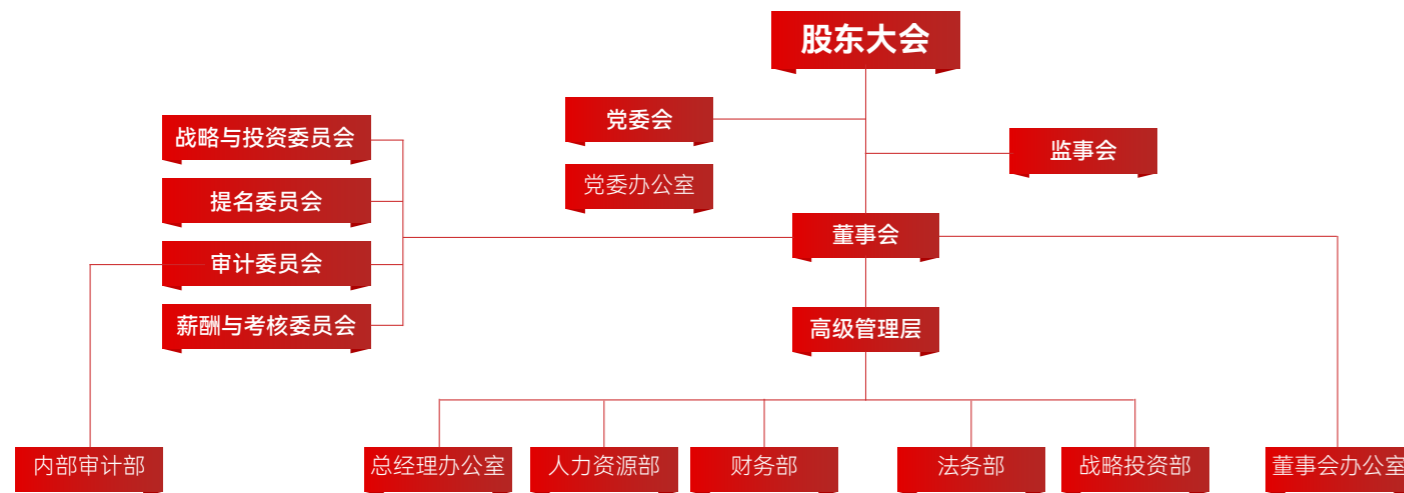 股东大会
党委会
战略与投资委员会
监事会
党委办公室
提名委员会
董事会
审计委员会
薪酬与考核委员会
高级管理层
内部审计部
总经理办公室
人力资源部
财务部
法务部
战略投资部
董事会办公室